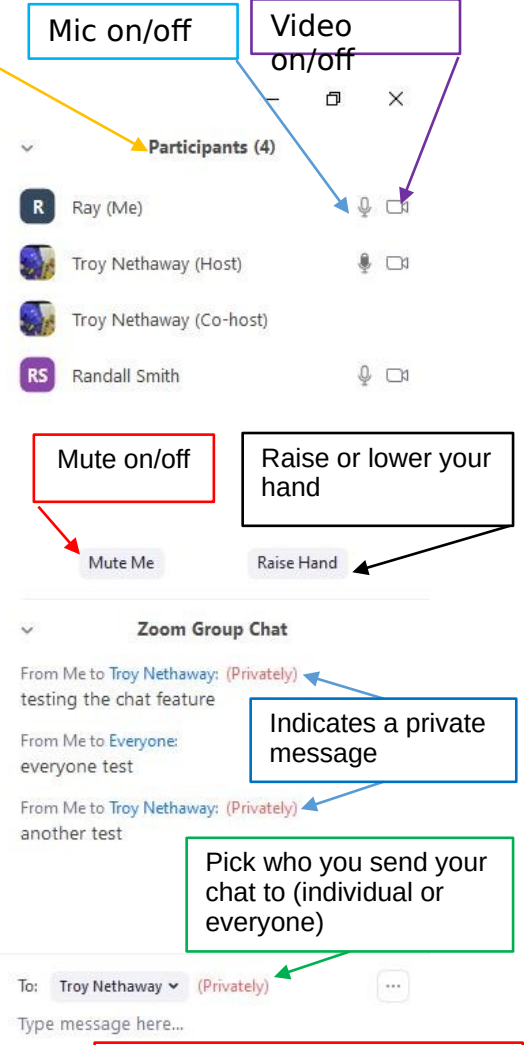 Mic on/off
Video
on/off
Participants (4)
R
Ray (Me)
Troy Nethaway (Host)
Troy Nethaway (Co-host)
RS
Randall Smith
Mute on/off
Raise or lower your
hand
Mute Me
Raise Hand
Zoom Group Chat
From Me to Troy Nethaway: (Privately)
testing the chat feature
Indicates a private
message
From Me to Everyone:
everyone test
From Me to Troy Nethaway: (Privately)
another test
Pick who you send your
chat to (individual or
everyone)
To: Troy Nethaway (Privately)
Type message here...